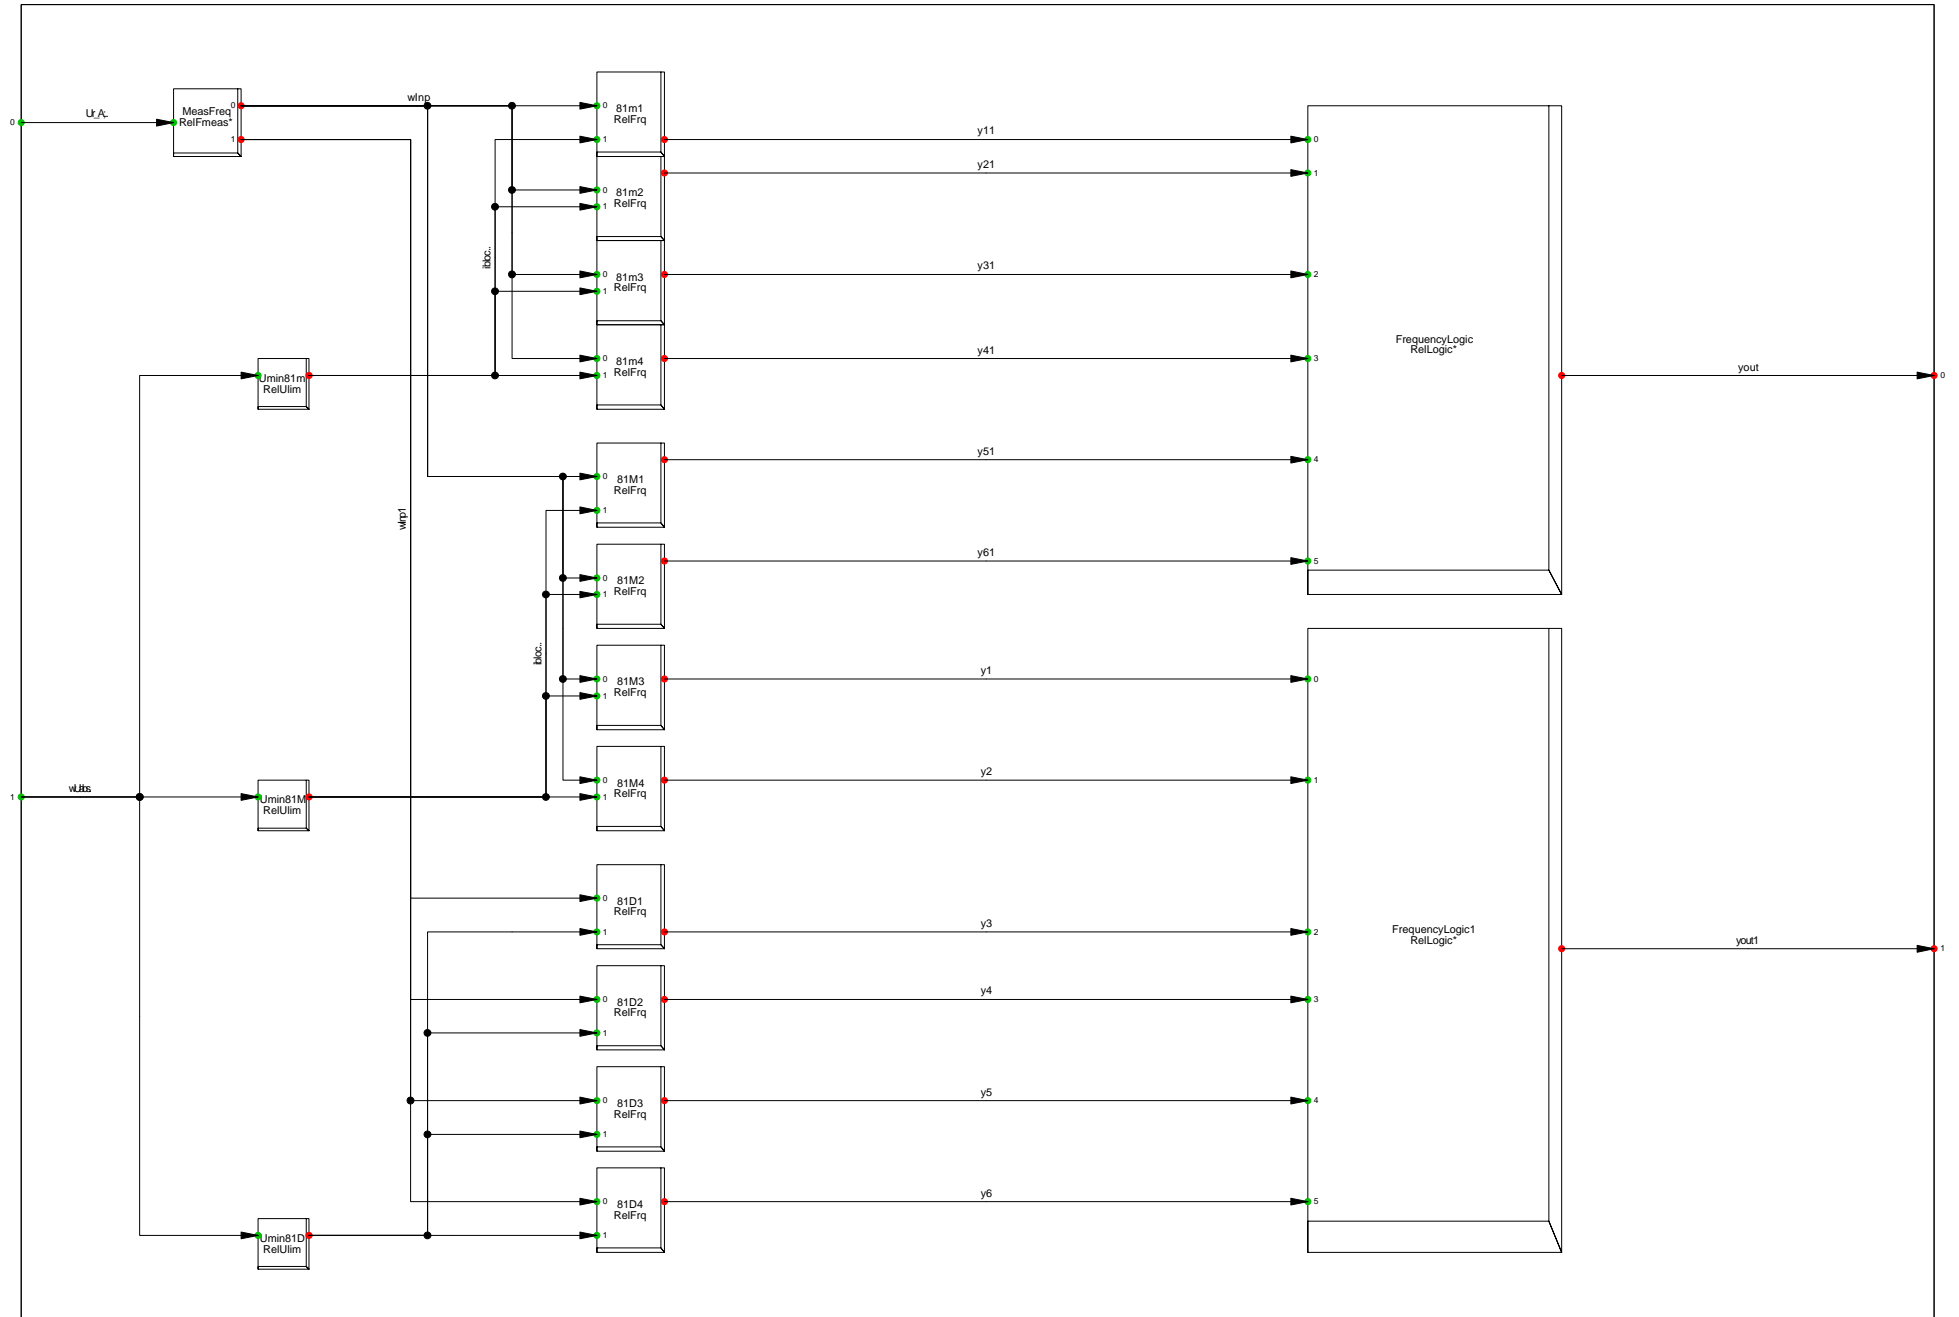 0
Ur_A:.
MeasFreq
RelFmeas*
0
1
wInp
0
81m1
RelFrq
1
y11
0
y21
1
0
81m2
RelFrq
1
ibloc..
0
81m3
RelFrq
1
y31
2
0
81m4
RelFrq
1
y41
3
FrequencyLogic
RelLogic*
yout
0
Umin81m
RelUlim
0
81M1
RelFrq
1
y51
4
wInp1
0
81M2
RelFrq
1
y61
5
ibloc..
0
81M3
RelFrq
1
y1
0
0
81M4
RelFrq
1
y2
1
1
Umin81M
RelUlim
0
81D1
RelFrq
1
y3
2
FrequencyLogic1
RelLogic*
yout1
1
0
81D2
RelFrq
1
y4
3
0
81D3
RelFrq
1
y5
4
0
81D4
RelFrq
1
y6
5
Umin81D
RelUlim